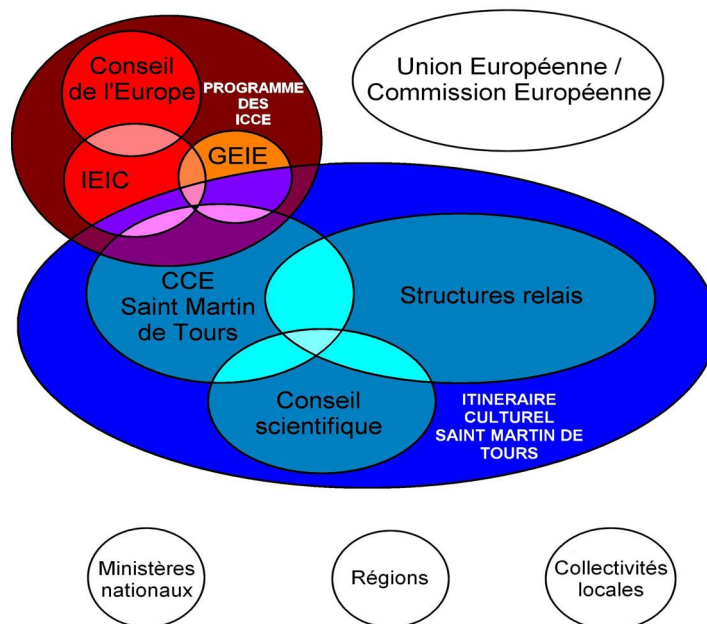 Conseil
de l'Europe
PROGRAMME
DES
ICCE
Union Européenne /
Commission Européenne
GEIE
IEIC
CCE
Saint Martin
de Tours
Structures relais
Conseil
scientifique
ITINERAIRE
CULTUREL
SAINT MARTIN DE
TOURS
Ministères
nationaux
Régions
Collectivités
locales